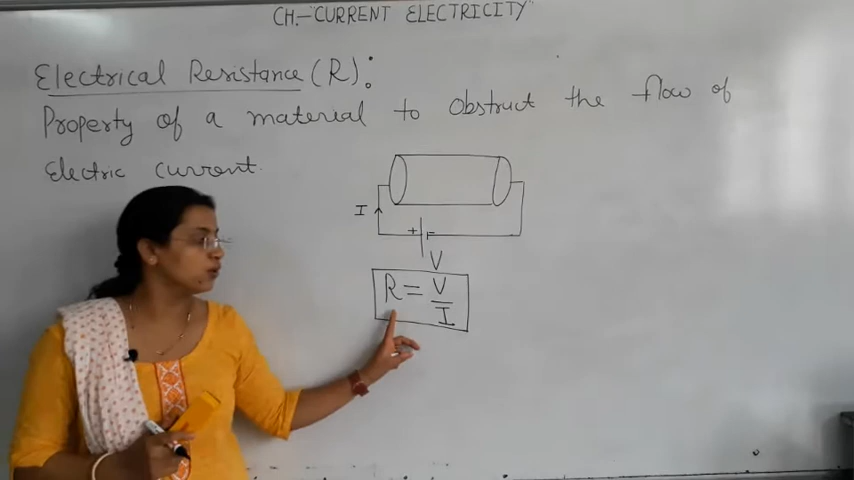 CH.-"CURRENT ELECTRICITY"
Electrical Resistance (R):
Property of a material to obstruct the flow of
Electric current.
I
+ -
V
R = V/I